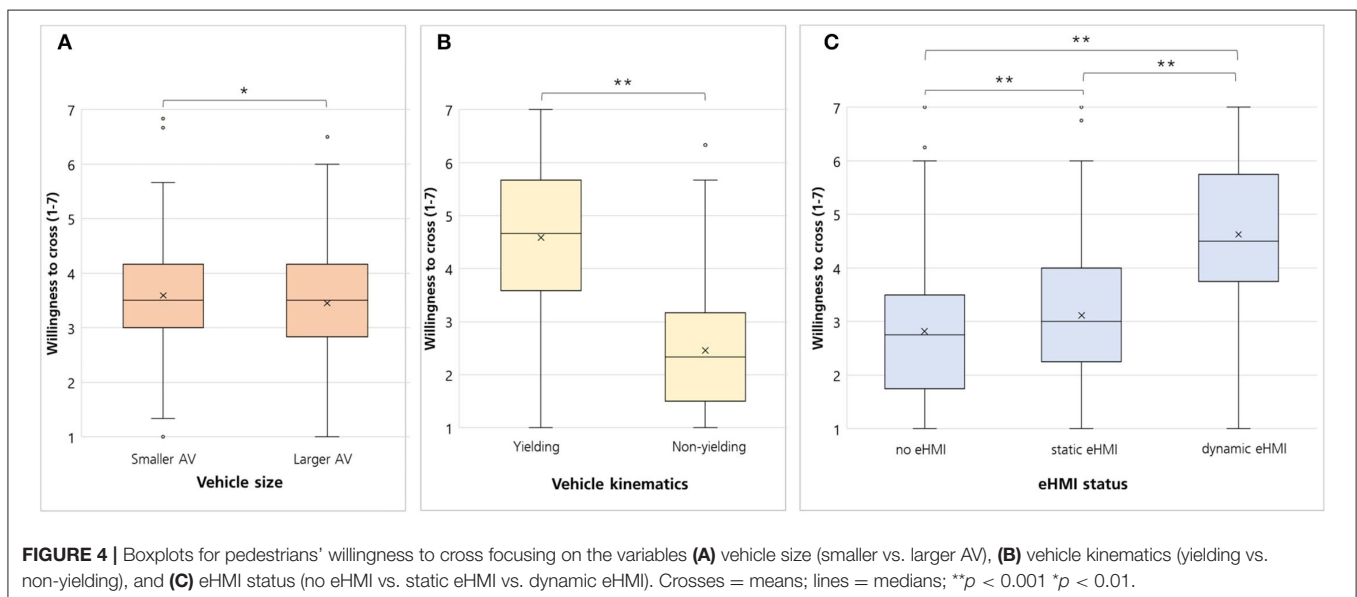 A
*
Willingness to cross (1-7)
7
6
5
4
3
2
1
Smaller AV Larger AV
Vehicle size
B
**
Willingness to cross (1-7)
7
6
5
4
3
2
1
Yielding Non-yielding
Vehicle kinematics
C
**
** **
Willingness to cross (1-7)
7
6
5
4
3
2
1
no eHMI static eHMI dynamic eHMI
eHMI status
FIGURE 4 | Boxplots for pedestrians’ willingness to cross focusing on the variables (A) vehicle size (smaller vs. larger AV), (B) vehicle kinematics (yielding vs.
non-yielding), and (C) eHMI status (no eHMI vs. static eHMI vs. dynamic eHMI). Crosses = means; lines = medians; **p < 0.001 *p < 0.01.